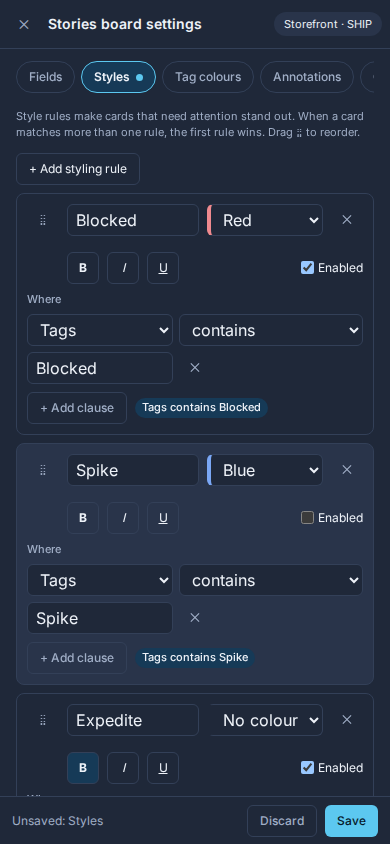 Stories board settings
Storefront · SHIP
Fields
Styles
Tag colours
Annotations
Style rules make cards that need attention stand out. When a card
matches more than one rule, the first rule wins. Drag ⣿ to reorder.
+ Add styling rule
Blocked
Red
B I U
Enabled
Where
Tags
contains
Blocked
+ Add clause
Tags contains Blocked
Spike
Blue
B I U
Enabled
Where
Tags
contains
Spike
+ Add clause
Tags contains Spike
Expedite
No colour
B I U
Enabled
Unsaved: Styles
Discard
Save